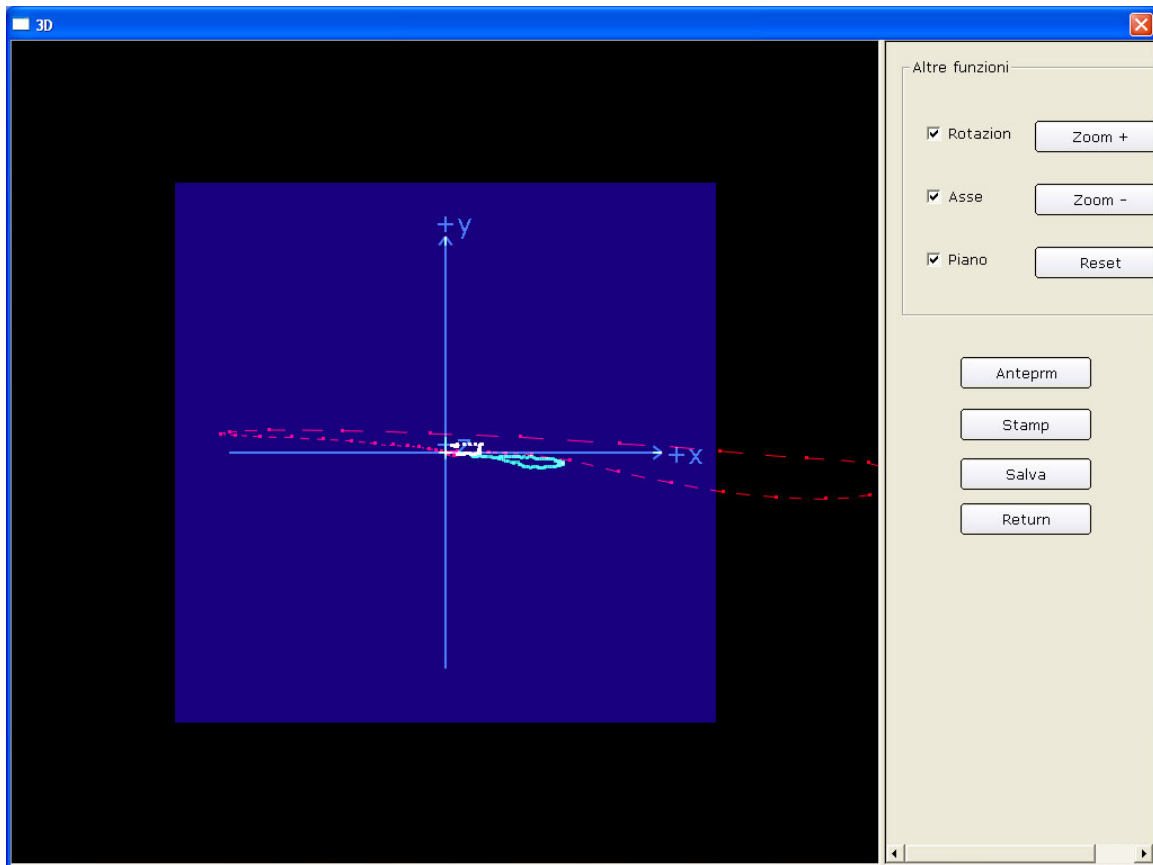 3D
Altre funzioni
Rotazion
Zoom +
Asse
Zoom -
Piano
Reset
Anteprm
Stamp
Salva
Return
+y
+x